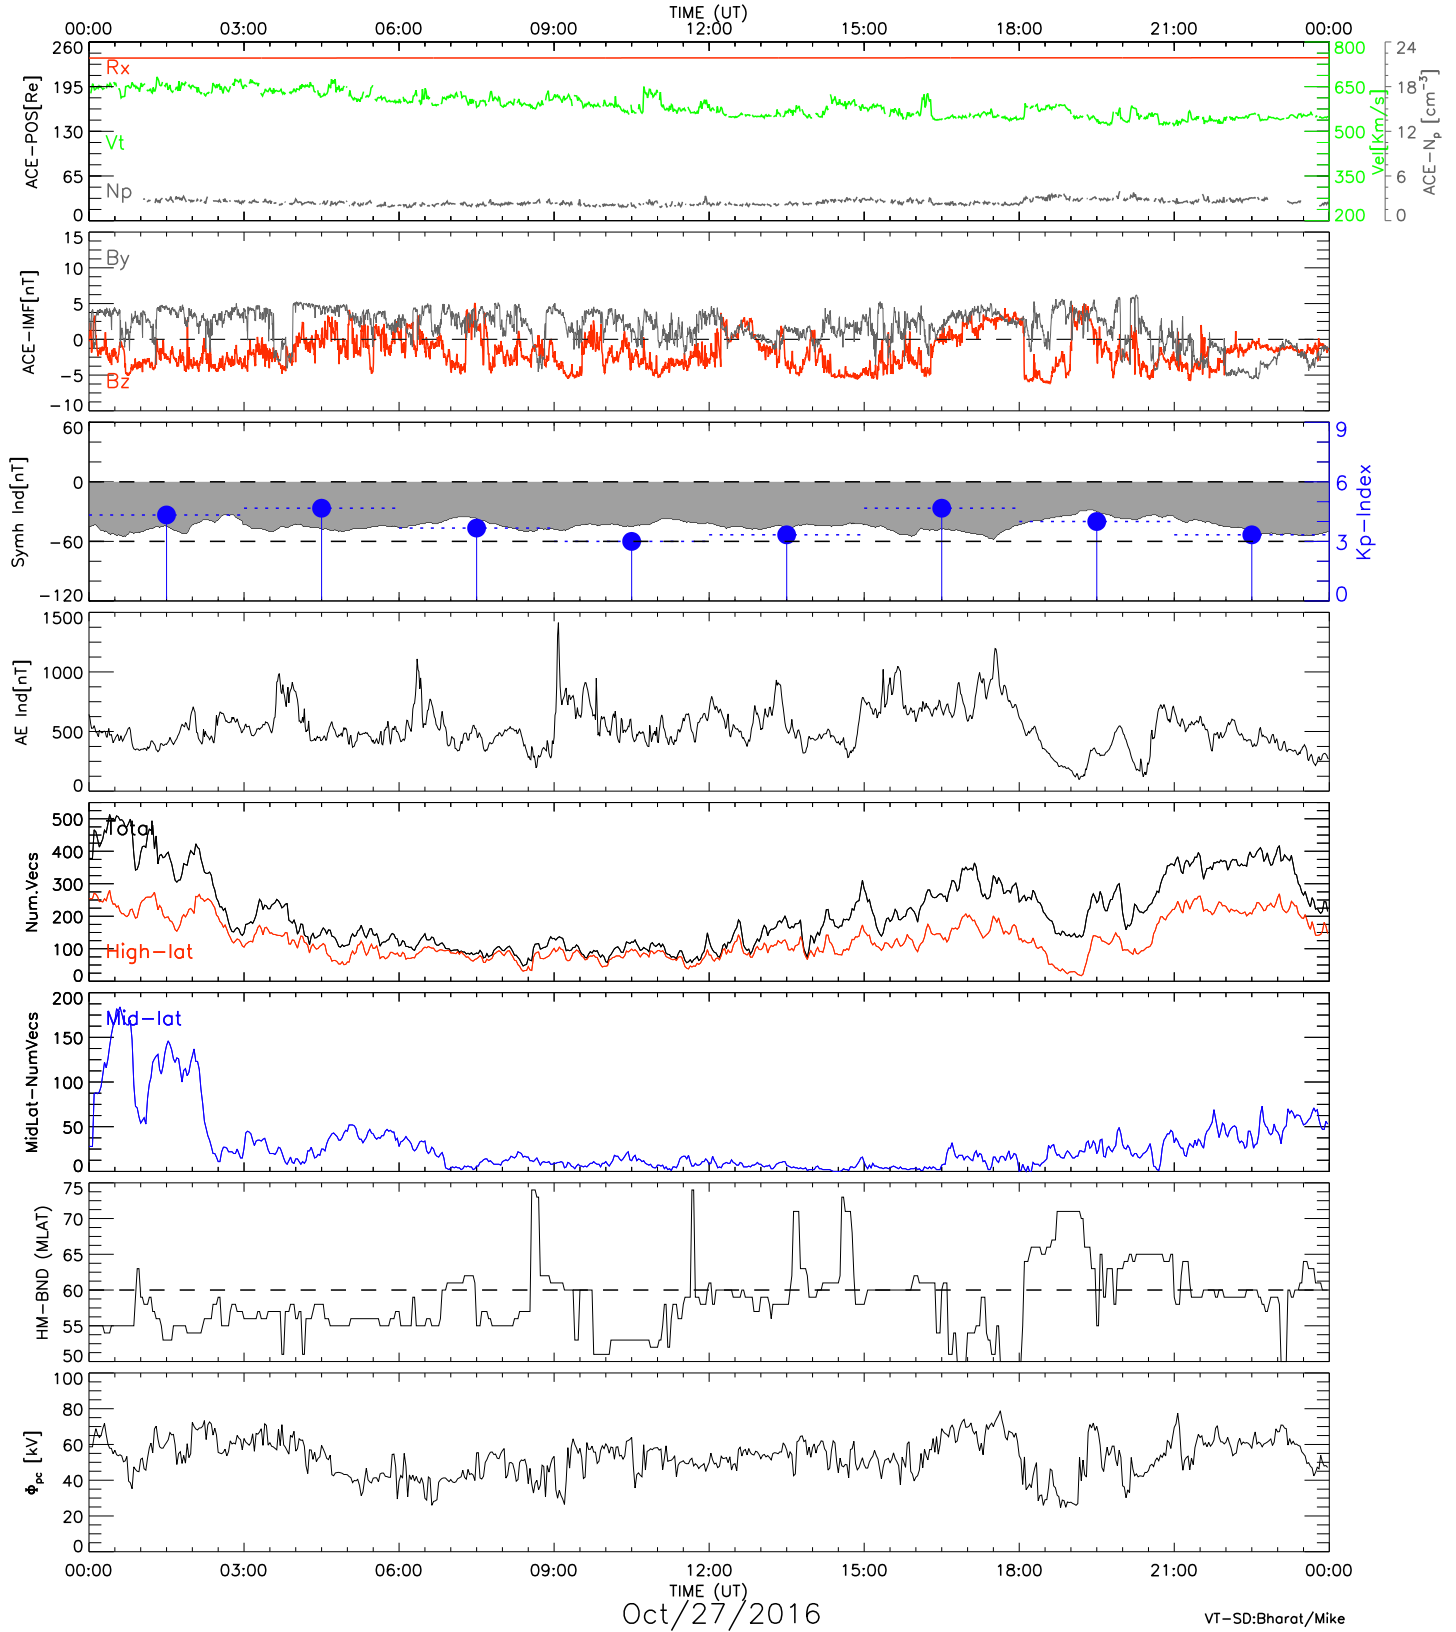 TIME (UT)
00:00 03:00 06:00 09:00 12:00 15:00 18:00 21:00 00:00
260 195 130 65 0
ACE-POS[Re]
Rx
Vt
Np
800 650 500 350 200
Vel[Km/s]
24 18 12 6 0
ACE-Np [cm-3]
15 10 5 0 -5 -10
ACE-IMF[nT]
By
Bz
60 0 -60 -120
Symh Ind[nT]
9 6 3 0
Kp-Index
1500 1000 500 0
AE Ind[nT]
500 400 300 200 100 0
Num.Vecs
Total
High-lat
200 150 100 50 0
MidLat-NumVecs
Mid-lat
75 70 65 60 55 50
HM-BND (MLAT)
100 80 60 40 20 0
Φpc [kV]
00:00 03:00 06:00 09:00 12:00 15:00 18:00 21:00 00:00
TIME (UT)
Oct/27/2016
VT-SD:Bharat/Mike